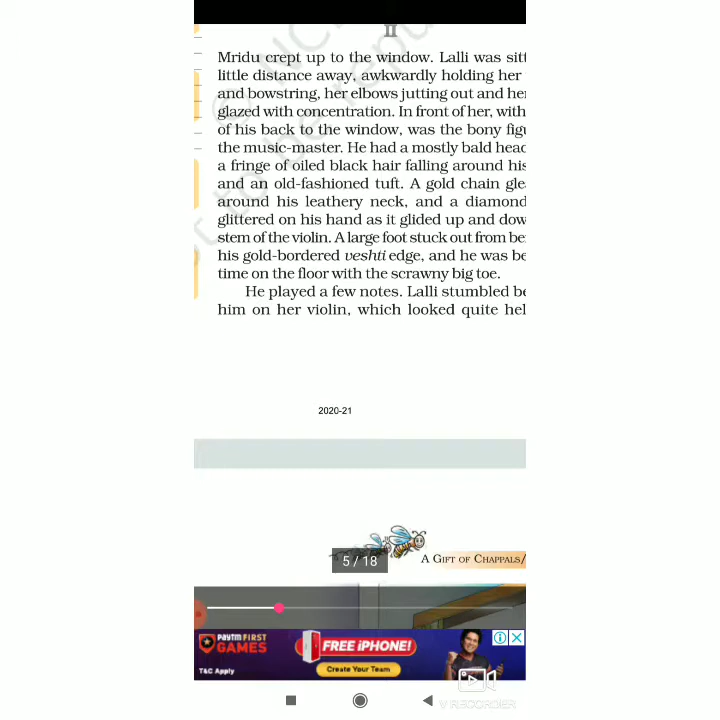 II
Mridu crept up to the window. Lalli was sitt
little distance away, awkwardly holding her
and bowstring, her elbows jutting out and her
glazed with concentration. In front of her, with
of his back to the window, was the bony figu
the music-master. He had a mostly bald head
a fringe of oiled black hair falling around his
and an old-fashioned tuft. A gold chain glea
around his leathery neck, and a diamond
glittered on his hand as it glided up and dow
stem of the violin. A large foot stuck out from be
his gold-bordered veshti edge, and he was be
time on the floor with the scrawny big toe.
He played a few notes. Lalli stumbled be
him on her violin, which looked quite hel
2020-21
5 / 18
A GIFT OF CHAPPALS/
PAYTM FIRST
GAMES
T&C Apply
FREE iPHONE!
Create Your Team
V RECORDER